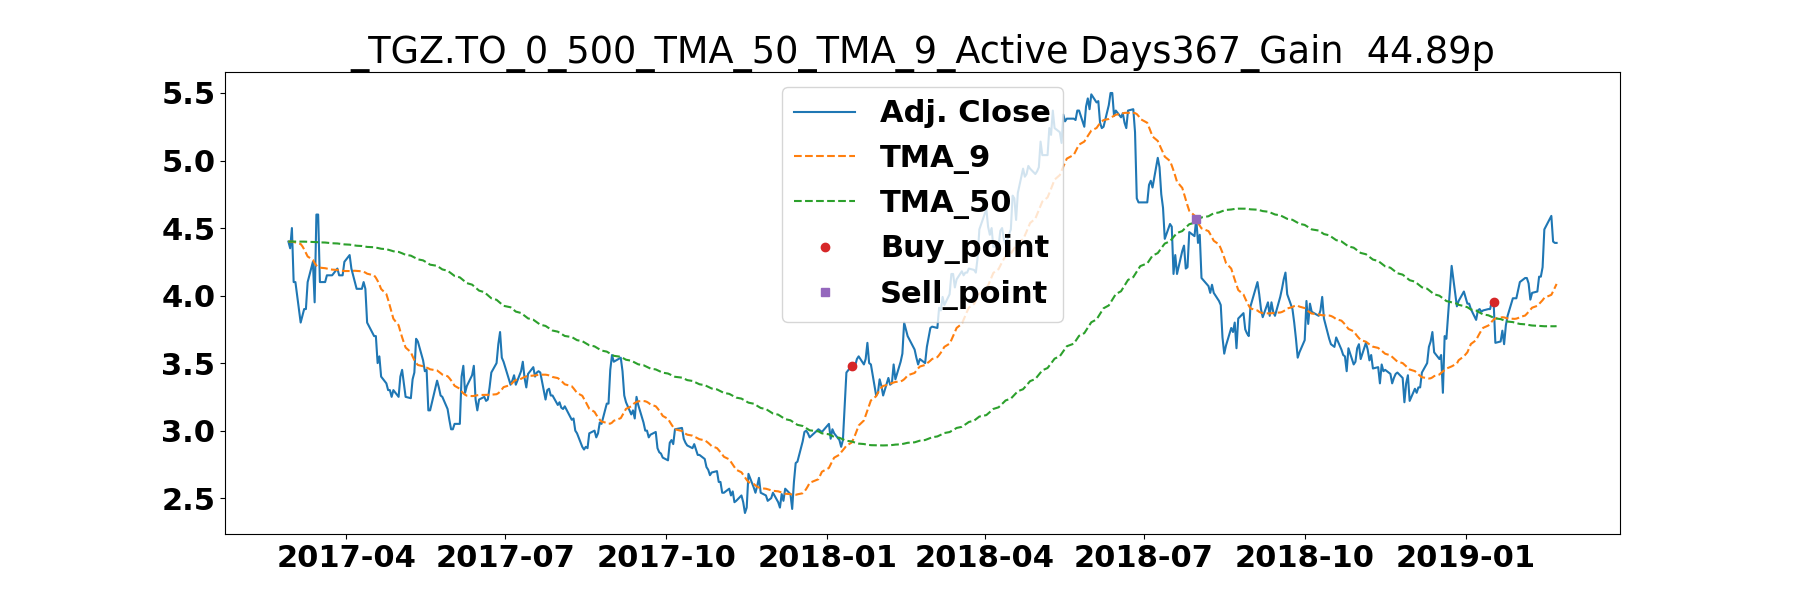 _TGZ.TO_0_500_TMA_50_TMA_9_Active Days367_Gain  44.89p
5.5
5.0
4.5
4.0
3.5
3.0
2.5
Adj. Close
TMA_9
TMA_50
Buy_point
Sell_point
2017-04 2017-07 2017-10 2018-01 2018-04 2018-07 2018-10 2019-01